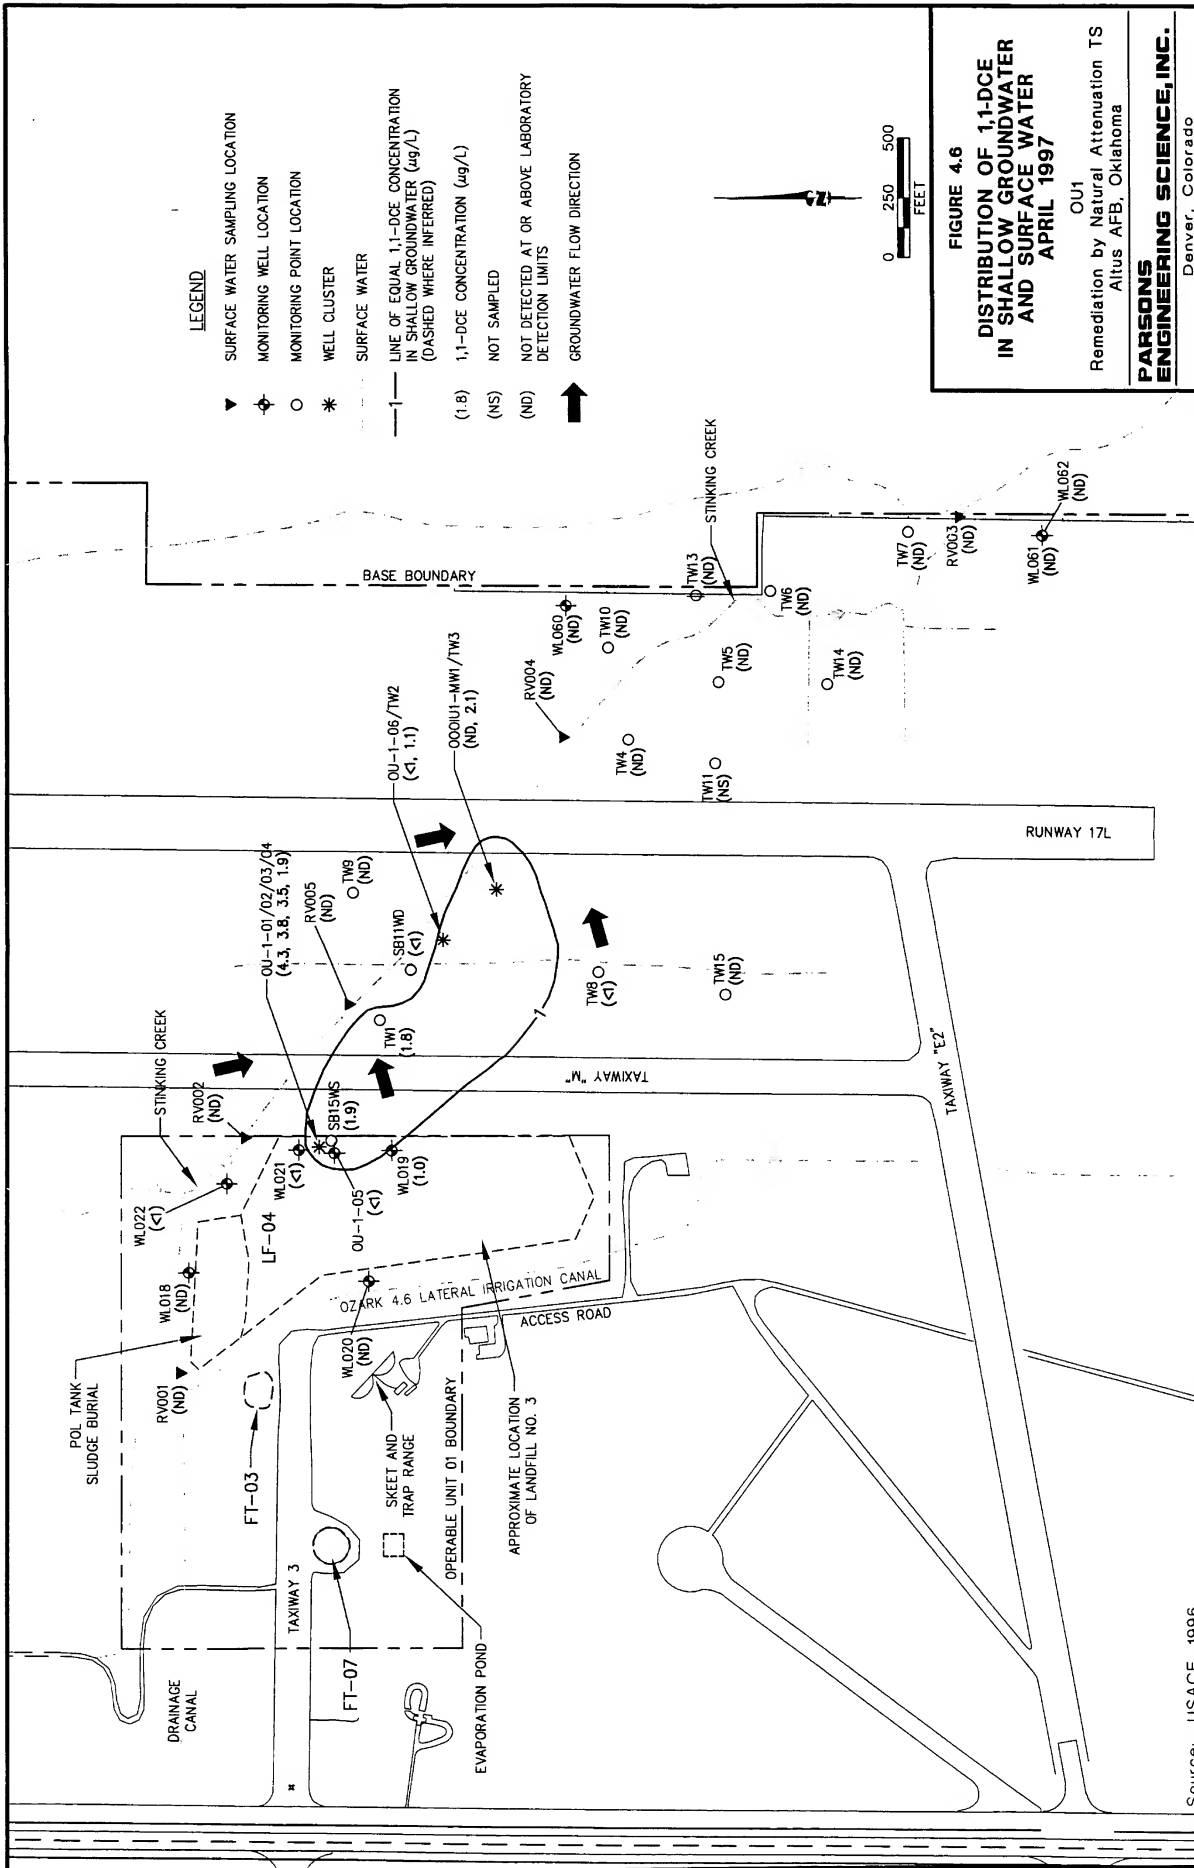 LEGEND
SURFACE WATER SAMPLING LOCATION
MONITORING WELL LOCATION
MONITORING POINT LOCATION
WELL CLUSTER
SURFACE WATER
1
LINE OF EQUAL 1,1-DCE CONCENTRATION
IN SHALLOW GROUNDWATER (ug/L)
(DASHED WHERE INFERRED)
(1.8) 1,1-DCE CONCENTRATION (ug/L)
(NS) NOT SAMPLED
(ND) NOT DETECTED AT OR ABOVE LABORATORY
DETECTION LIMITS
GROUNDWATER FLOW DIRECTION
N
0 250 500
FEET
FIGURE 4.6
DISTRIBUTION OF 1,1-DCE
IN SHALLOW GROUNDWATER
AND SURFACE WATER
APRIL 1997
OU1
Remediation by Natural Attenuation TS
Altus AFB, Oklahoma
PARSONS
ENGINEERING SCIENCE, INC.
Denver, Colorado
POL TANK
SLUDGE BURIAL
DRAINAGE
CANAL
RV001
(ND)
WL018
(ND)
WL022
(<1)
STINKING CREEK
RV002
(ND)
FT-03
LF-04
WL021
(<1)
OU-1-01/02/03/04
(4.3, 3.8, 3.5, 1.9)
RV005
(ND)
TW9
(ND)
BASE BOUNDARY
TAXIWAY 3
FT-07
WL020
(ND)
OZARK 4.6 LATERAL IRRIGATION CANAL
OU-1-05
(<1)
SB15WS
(1.9)
WL019
(1.0)
TW1
(1.8)
SB11WD
(<1)
OU-1-06/TW2
(<1, 1.1)
OOOIU1-MW1/TW3
(ND, 2.1)
SKEET AND
TRAP RANGE
OPERABLE UNIT 01 BOUNDARY
EVAPORATION POND
ACCESS ROAD
APPROXIMATE LOCATION
OF LANDFILL NO. 3
1
TW8
(<1)
TW15
(ND)
RV004
(ND)
WL060
(ND)
TW10
(ND)
TW4
(ND)
TW13
(ND)
STINKING CREEK
TW5
(ND)
TW11
(NS)
TW6
(ND)
TW14
(ND)
TW7
(ND)
RV003
(ND)
WL061
(ND)
WL062
(ND)
TAXIWAY "M"
TAXIWAY "E2"
RUNWAY 17L
Source: USACE, 1996